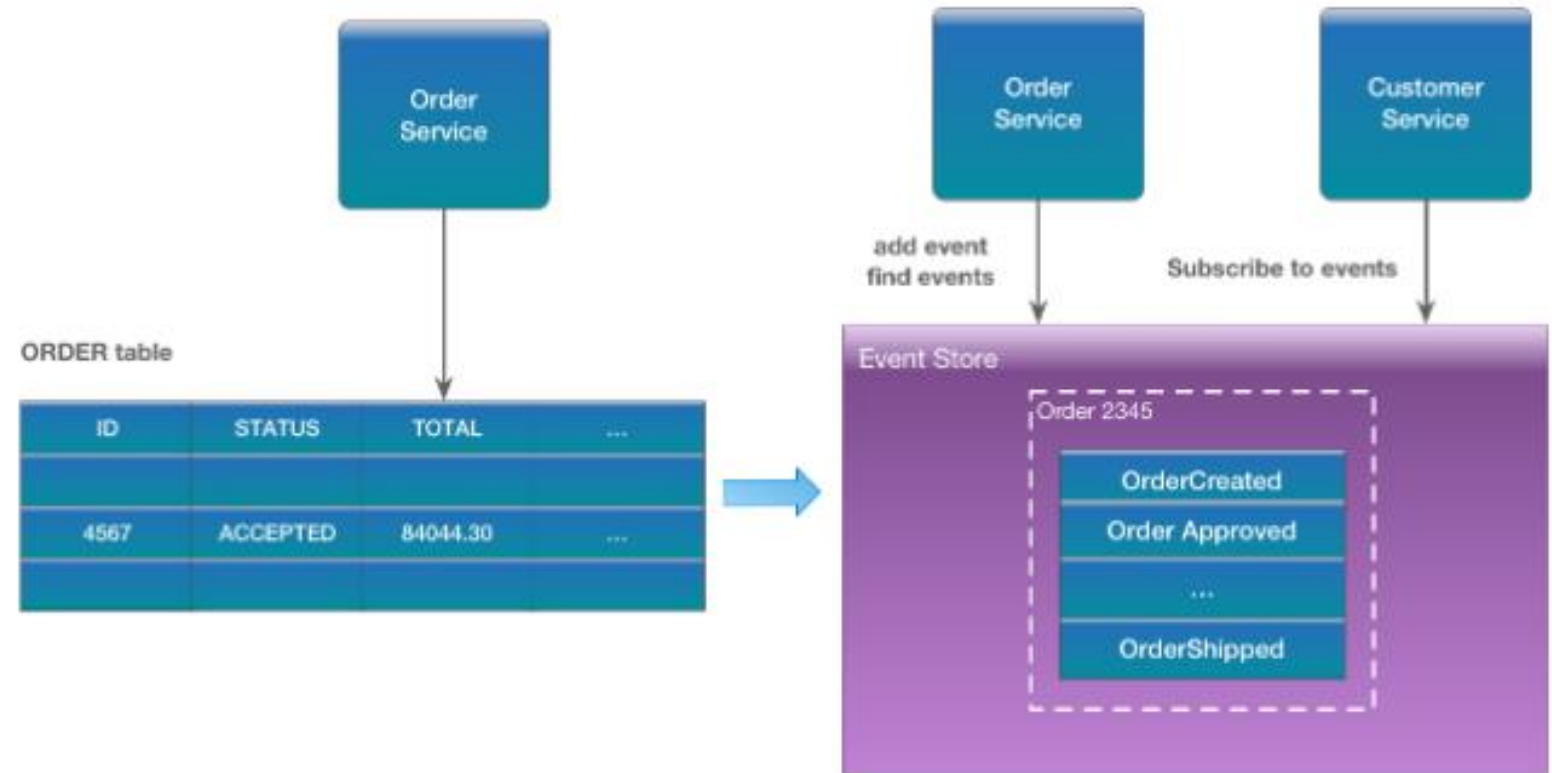 Order
Service
ORDER table
ID STATUS TOTAL ...
4567 ACCEPTED 84044.30 ...
Order
Service
Customer
Service
add event
find events
Subscribe to events
Event Store
Order 2345
OrderCreated
Order Approved
...
OrderShipped